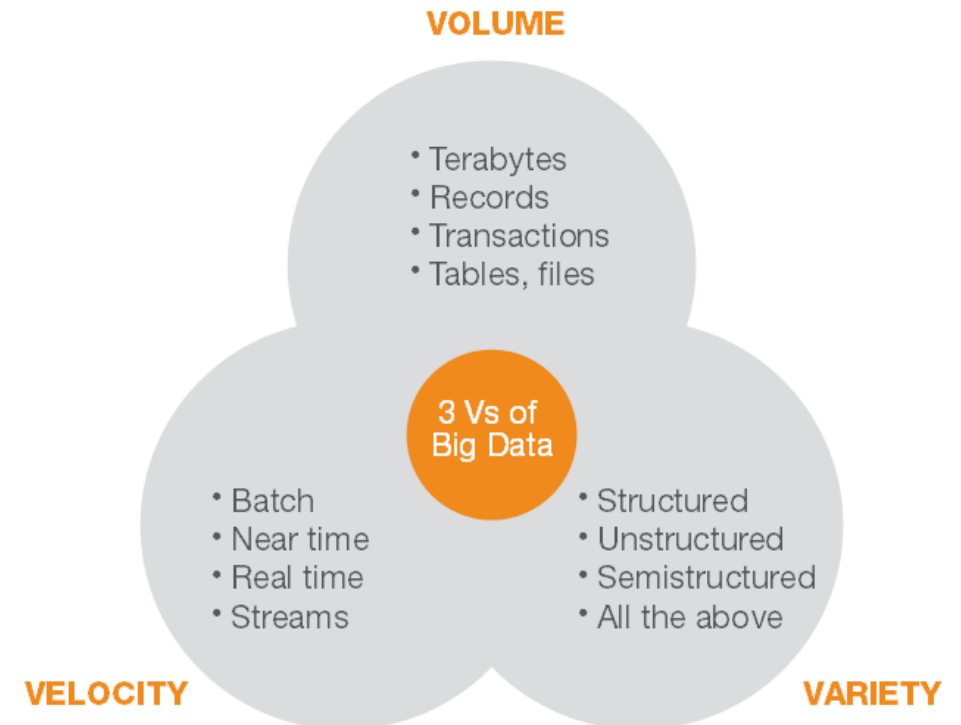 VOLUME
• Terabytes
• Records
• Transactions
• Tables, files
3 Vs of
Big Data
• Batch
• Near time
• Real time
• Streams
• Structured
• Unstructured
• Semistructured
• All the above
VELOCITY
VARIETY